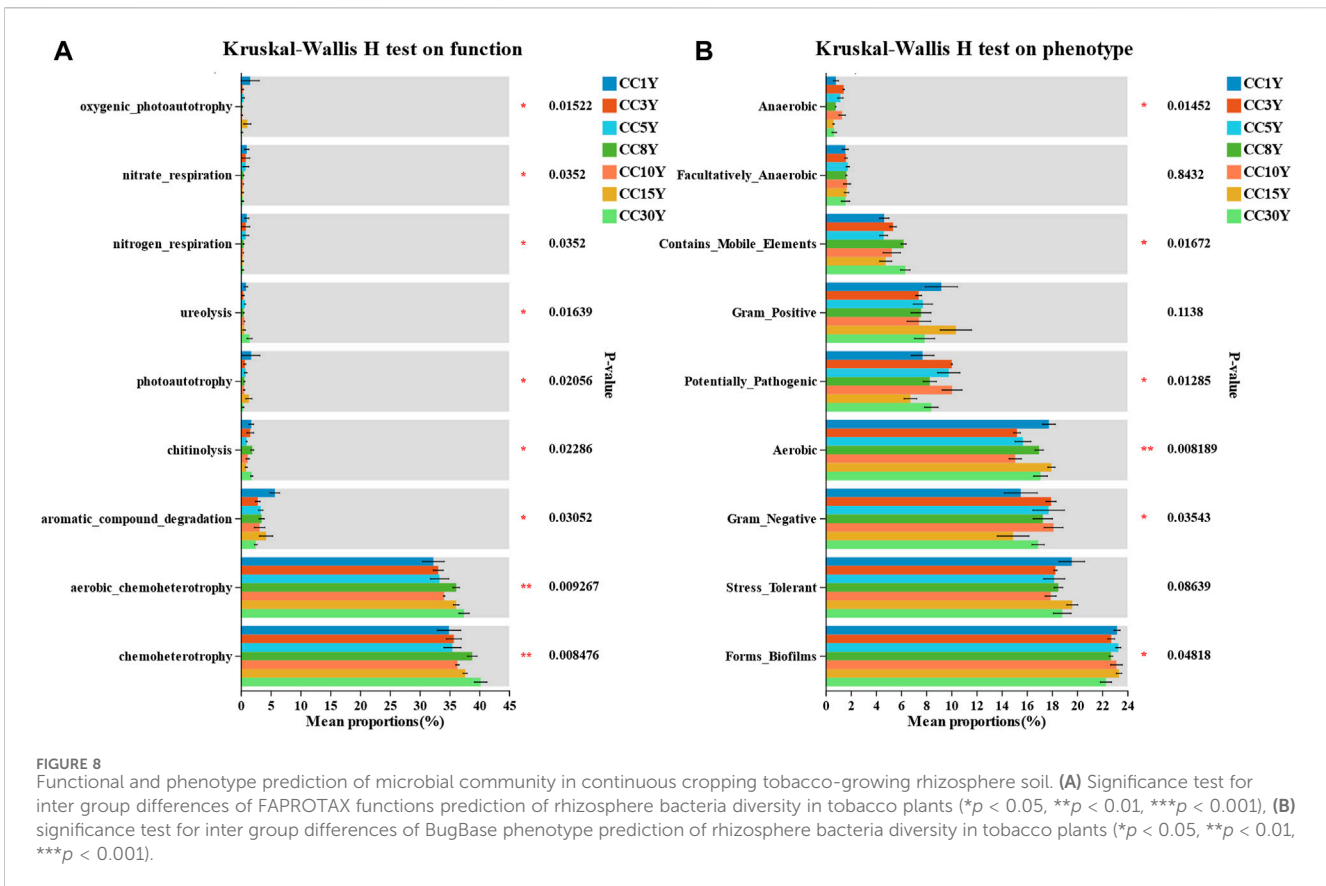 A
Kruskal-Wallis H test on function
oxygenic_photoautotrophy
nitrate_respiration
nitrogen_respiration
ureolysis
photoautotrophy
chitinolysis
aromatic_compound_degradation
aerobic_chemoheterotrophy
chemoheterotrophy
0 5 10 15 20 25 30 35 40 45
Mean proportions(%)
* 0.01522
* 0.0352
* 0.0352
* 0.01639
* 0.02056
* 0.02286
* 0.03052
** 0.009267
** 0.008476
P-value
CC1Y
CC3Y
CC5Y
CC8Y
CC10Y
CC15Y
CC30Y
B
Kruskal-Wallis H test on phenotype
Anaerobic
Facultatively_Anaerobic
Contains_Mobile_Elements
Gram_Positive
Potentially_Pathogenic
Aerobic
Gram_Negative
Stress_Tolerant
Forms_Biofilms
0 2 4 6 8 10 12 14 16 18 20 22 24
Mean proportions(%)
* 0.01452
0.8432
* 0.01672
0.1138
* 0.01285
** 0.008189
* 0.03543
0.08639
* 0.04818
P-value
CC1Y
CC3Y
CC5Y
CC8Y
CC10Y
CC15Y
CC30Y
FIGURE 8
Functional and phenotype prediction of microbial community in continuous cropping tobacco-growing rhizosphere soil. (A) Significance test for
inter group differences of FAPROTAX functions prediction of rhizosphere bacteria diversity in tobacco plants (*p < 0.05, **p < 0.01, ***p < 0.001), (B)
significance test for inter group differences of BugBase phenotype prediction of rhizosphere bacteria diversity in tobacco plants (*p < 0.05, **p < 0.01,
***p < 0.001).